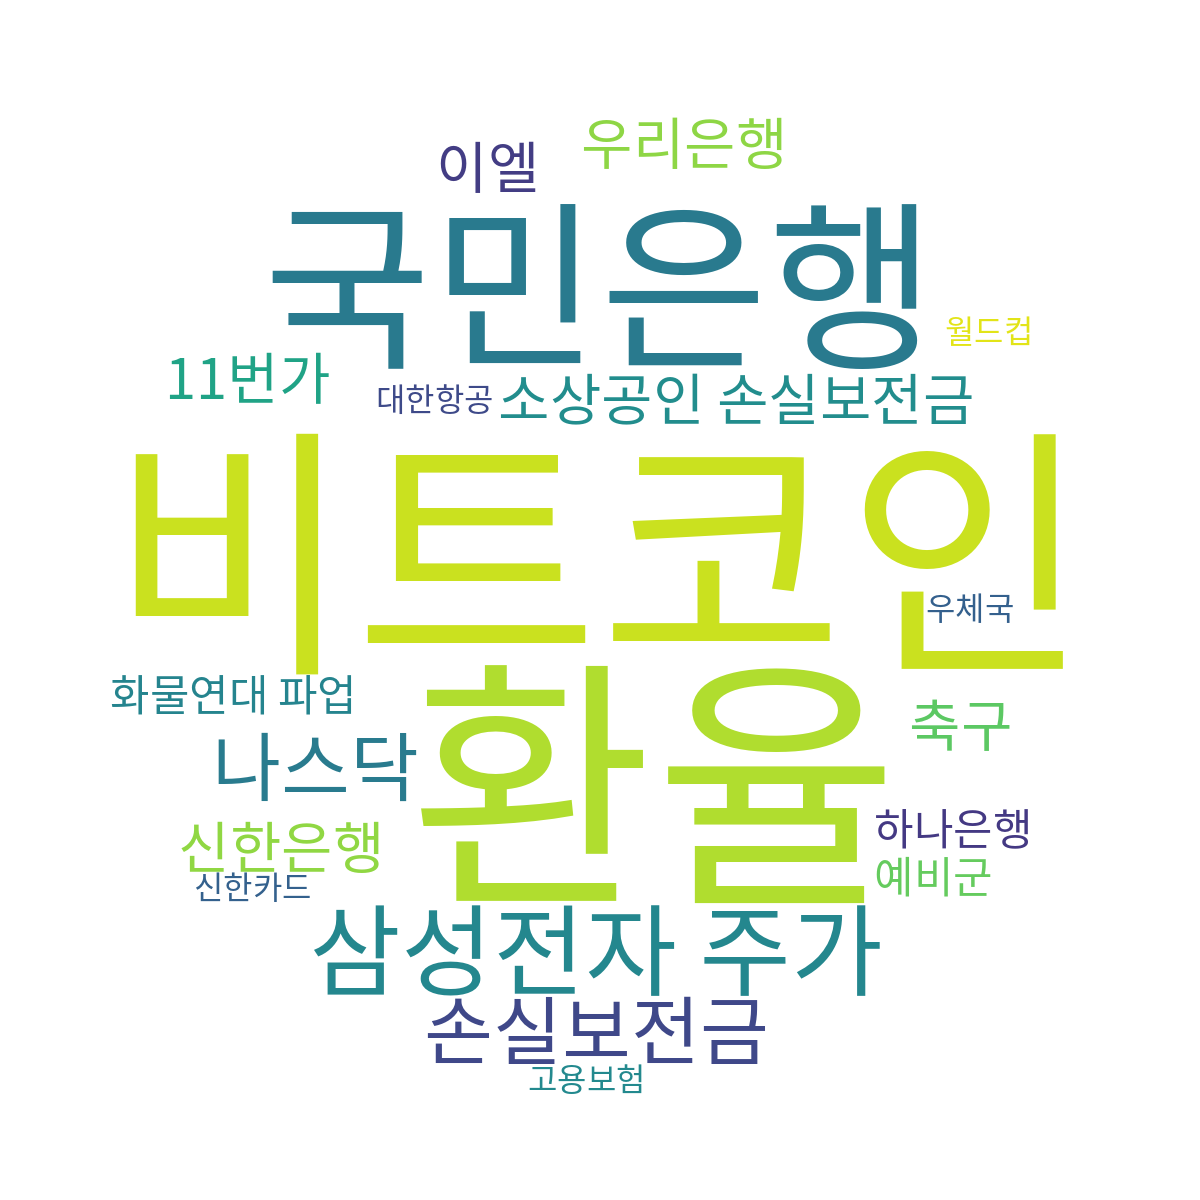 우리은행
이엘
국민은행
월드컵
11번가
대한항공
소상공인 손실보전금
비트코인
우체국
환율
화물연대 파업
축구
나스닥
하나은행
신한은행
예비군
신한카드
삼성전자 주가
손실보전금
고용보험